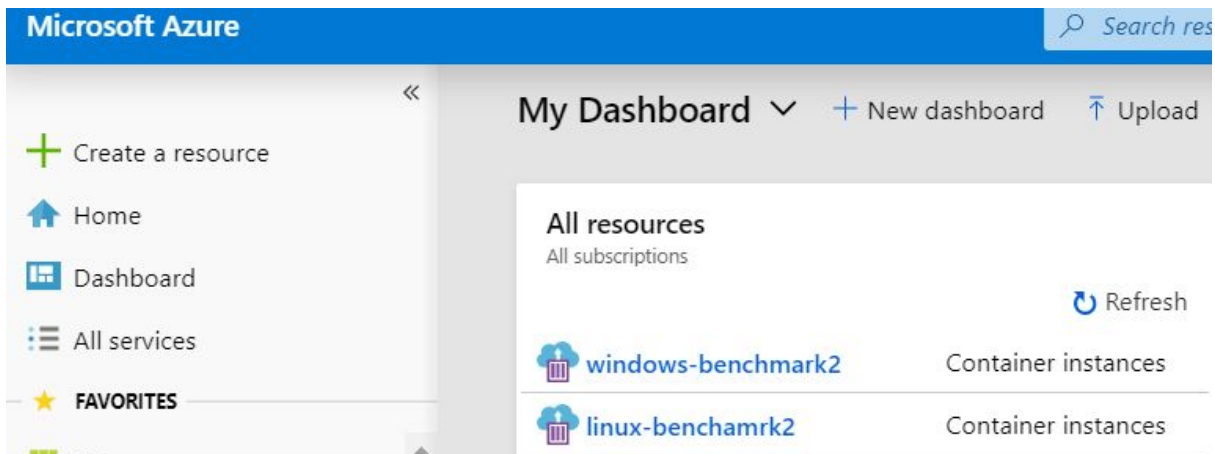 Microsoft Azure
Search res
«
Create a resource
Home
Dashboard
All services
FAVORITES
My Dashboard
+ New dashboard
Upload
All resources
All subscriptions
Refresh
windows-benchmark2 Container instances
linux-benchamrk2 Container instances